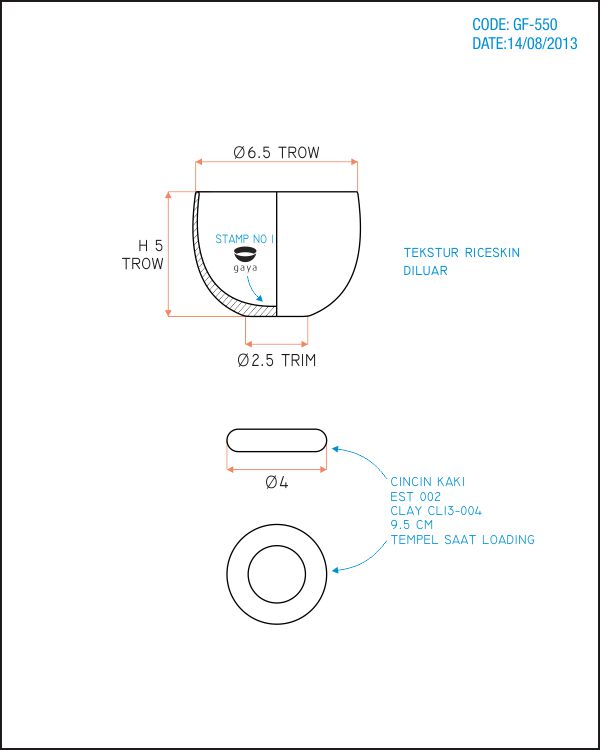 CODE: GF-550
DATE:14/08/2013
Ø6.5 TROW
H 5
TROW
STAMP NO 1
gaya
TEKSTUR RICESKIN
DILUAR
Ø2.5 TRIM
Ø4
CINCIN KAKI
EST 002
CLAY CL13-004
9.5 CM
TEMPEL SAAT LOADING